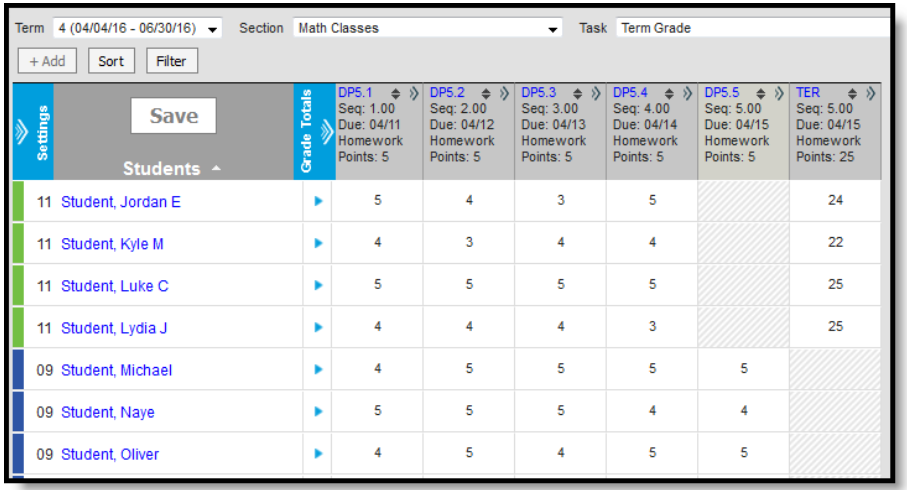 Term 4 (04/04/16 - 06/30/16) Section Math Classes Task Term Grade
+ Add Sort Filter
Settings
Save
Students
Grade Totals
DP5.1
Seq: 1.00
Due: 04/11
Homework
Points: 5
DP5.2
Seq: 2.00
Due: 04/12
Homework
Points: 5
DP5.3
Seq: 3.00
Due: 04/13
Homework
Points: 5
DP5.4
Seq: 4.00
Due: 04/14
Homework
Points: 5
DP5.5
Seq: 5.00
Due: 04/15
Homework
Points: 5
TER
Seq: 5.00
Due: 04/15
Homework
Points: 25
11 Student, Jordan E 5 4 3 5 24
11 Student, Kyle M 4 3 4 4 22
11 Student, Luke C 5 5 5 5 25
11 Student, Lydia J 4 4 4 3 25
09 Student, Michael 4 5 5 5 5
09 Student, Naye 5 5 5 4 4
09 Student, Oliver 4 5 4 5 5